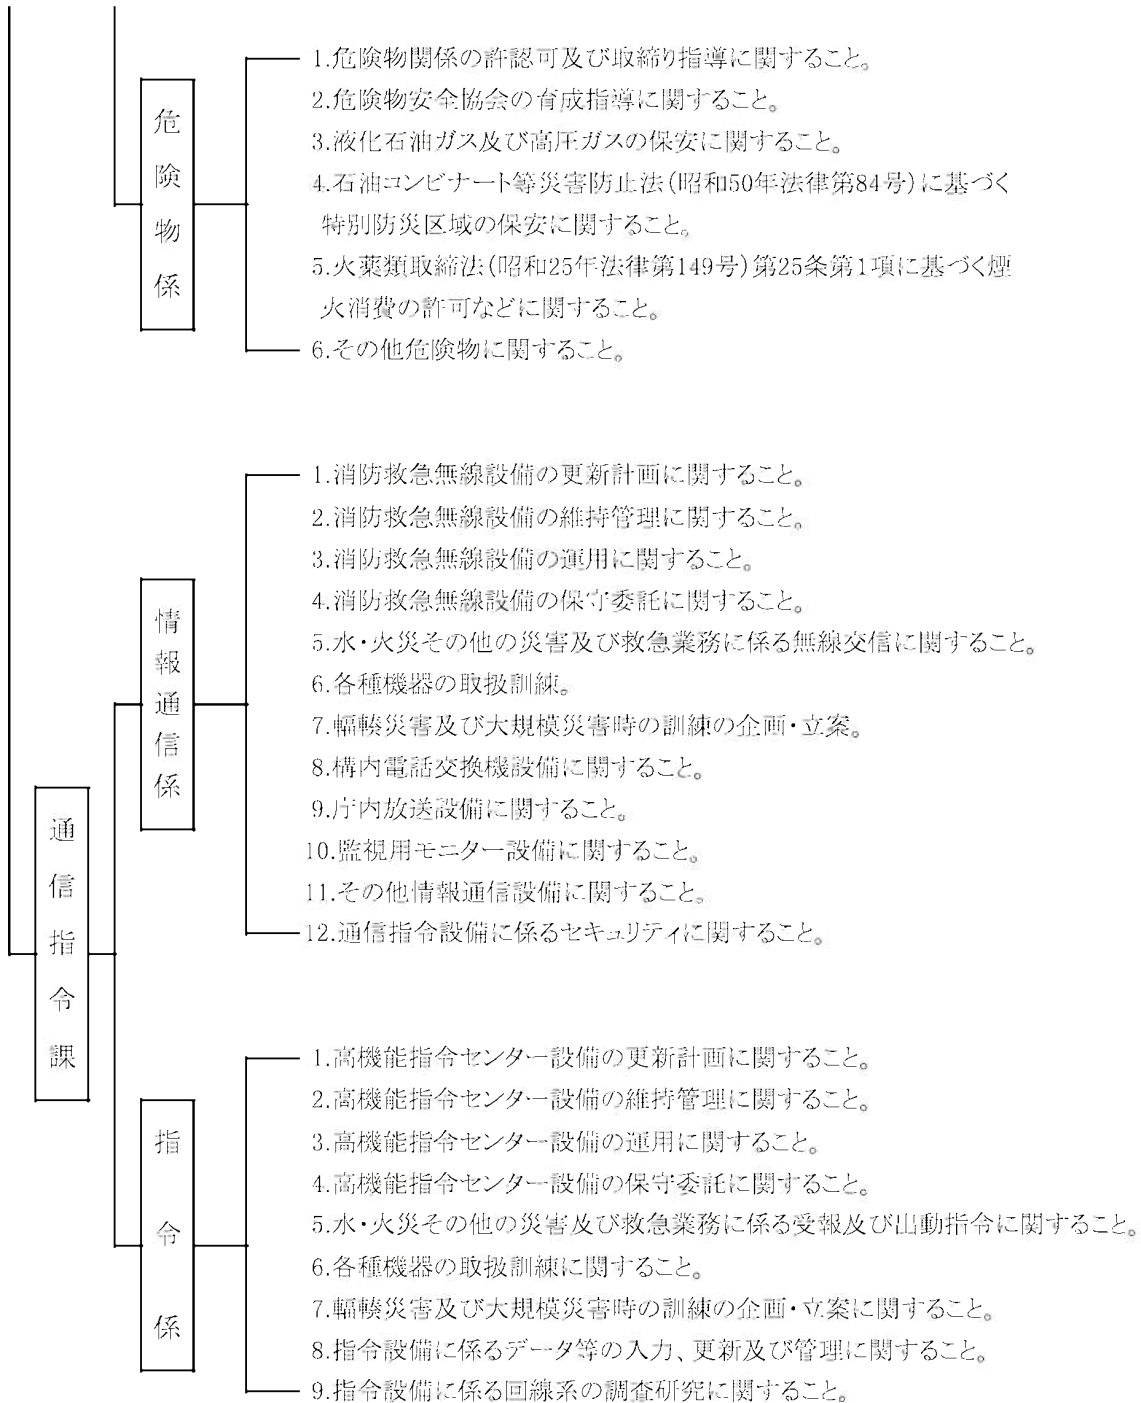 危険物係
1.危険物関係の許認可及び取締り指導に関すること。
2.危険物安全協会の育成指導に関すること。
3.液化石油ガス及び高圧ガスの保安に関すること。
4.石油コンビナート等災害防止法(昭和50年法律第84号)に基づく
特別防災区域の保安に関すること。
5.火薬類取締法(昭和25年法律第149号)第25条第1項に基づく煙
火消費の許可などに関すること。
6.その他危険物に関すること。
通信指令課
情報通信係
1.消防救急無線設備の更新計画に関すること。
2.消防救急無線設備の維持管理に関すること。
3.消防救急無線設備の運用に関すること。
4.消防救急無線設備の保守委託に関すること。
5.水・火災その他の災害及び救急業務に係る無線交信に関すること。
6.各種機器の取扱訓練。
7.輻輳災害及び大規模災害時の訓練の企画・立案。
8.構内電話交換機設備に関すること。
9.庁内放送設備に関すること。
10.監視用モニター設備に関すること。
11.その他情報通信設備に関すること。
12.通信指令設備に係るセキュリティに関すること。
指令係
1.高機能指令センター設備の更新計画に関すること。
2.高機能指令センター設備の維持管理に関すること。
3.高機能指令センター設備の運用に関すること。
4.高機能指令センター設備の保守委託に関すること。
5.水・火災その他の災害及び救急業務に係る受報及び出動指令に関すること。
6.各種機器の取扱訓練に関すること。
7.輻輳災害及び大規模災害時の訓練の企画・立案に関すること。
8.指令設備に係るデータ等の入力、更新及び管理に関すること。
9.指令設備に係る回線系の調査研究に関すること。